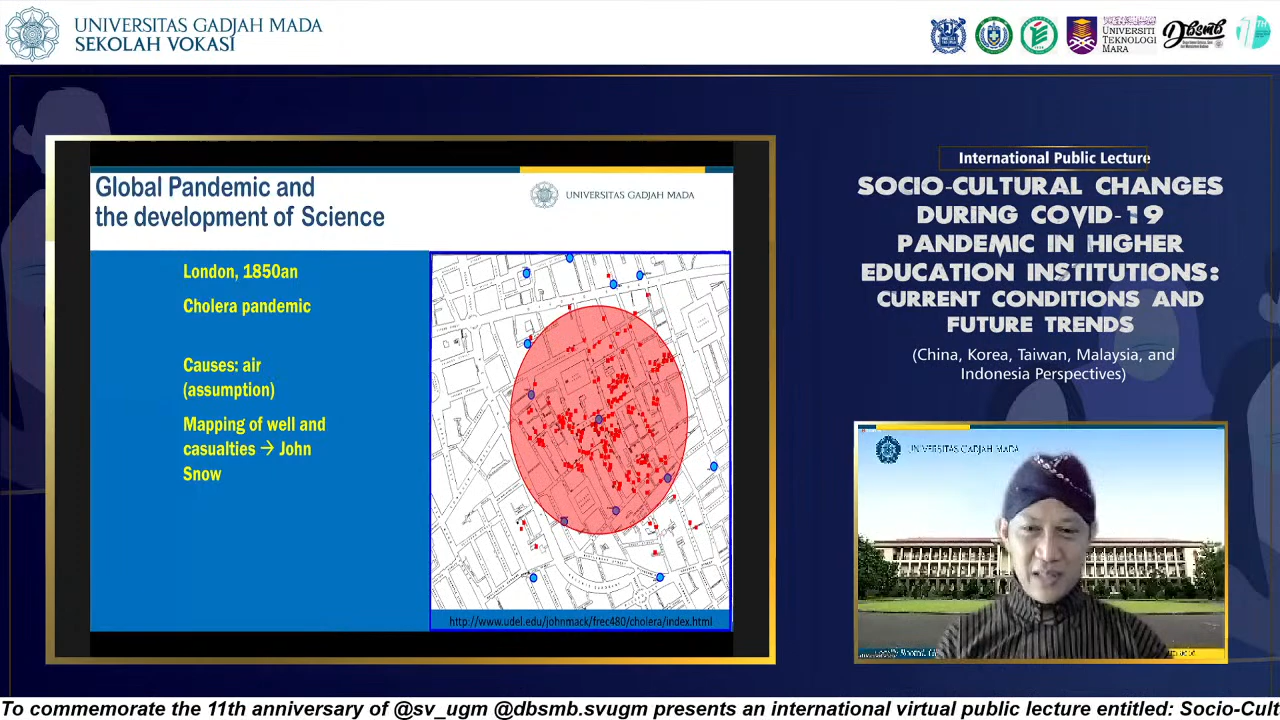 UNIVERSITAS GADJAH MADA
SEKOLAH VOKASI
UNIVERSITI
TEKNOLOGI
MARA
Dbsmb
Global Pandemic and
the development of Science
UNIVERSITAS GADJAH MADA
London, 1850an
Cholera pandemic
Causes: air
(assumption)
Mapping of well and
casualties → John
Snow
http://www.udel.edu/johnmack/frec480/cholera/index.html
International Public Lecture
SOCIO-CULTURAL CHANGES
DURING COVID-19
PANDEMIC IN HIGHER
EDUCATION INSTITUTIONS:
CURRENT CONDITIONS AND
FUTURE TRENDS
(China, Korea, Taiwan, Malaysia, and
Indonesia Perspectives)
UNIVERSITAS GADJAH MADA
To commemorate the 11th anniversary of @sv_ugm @dbsmb.svugm presents an international virtual public lecture entitled: Socio-Cult